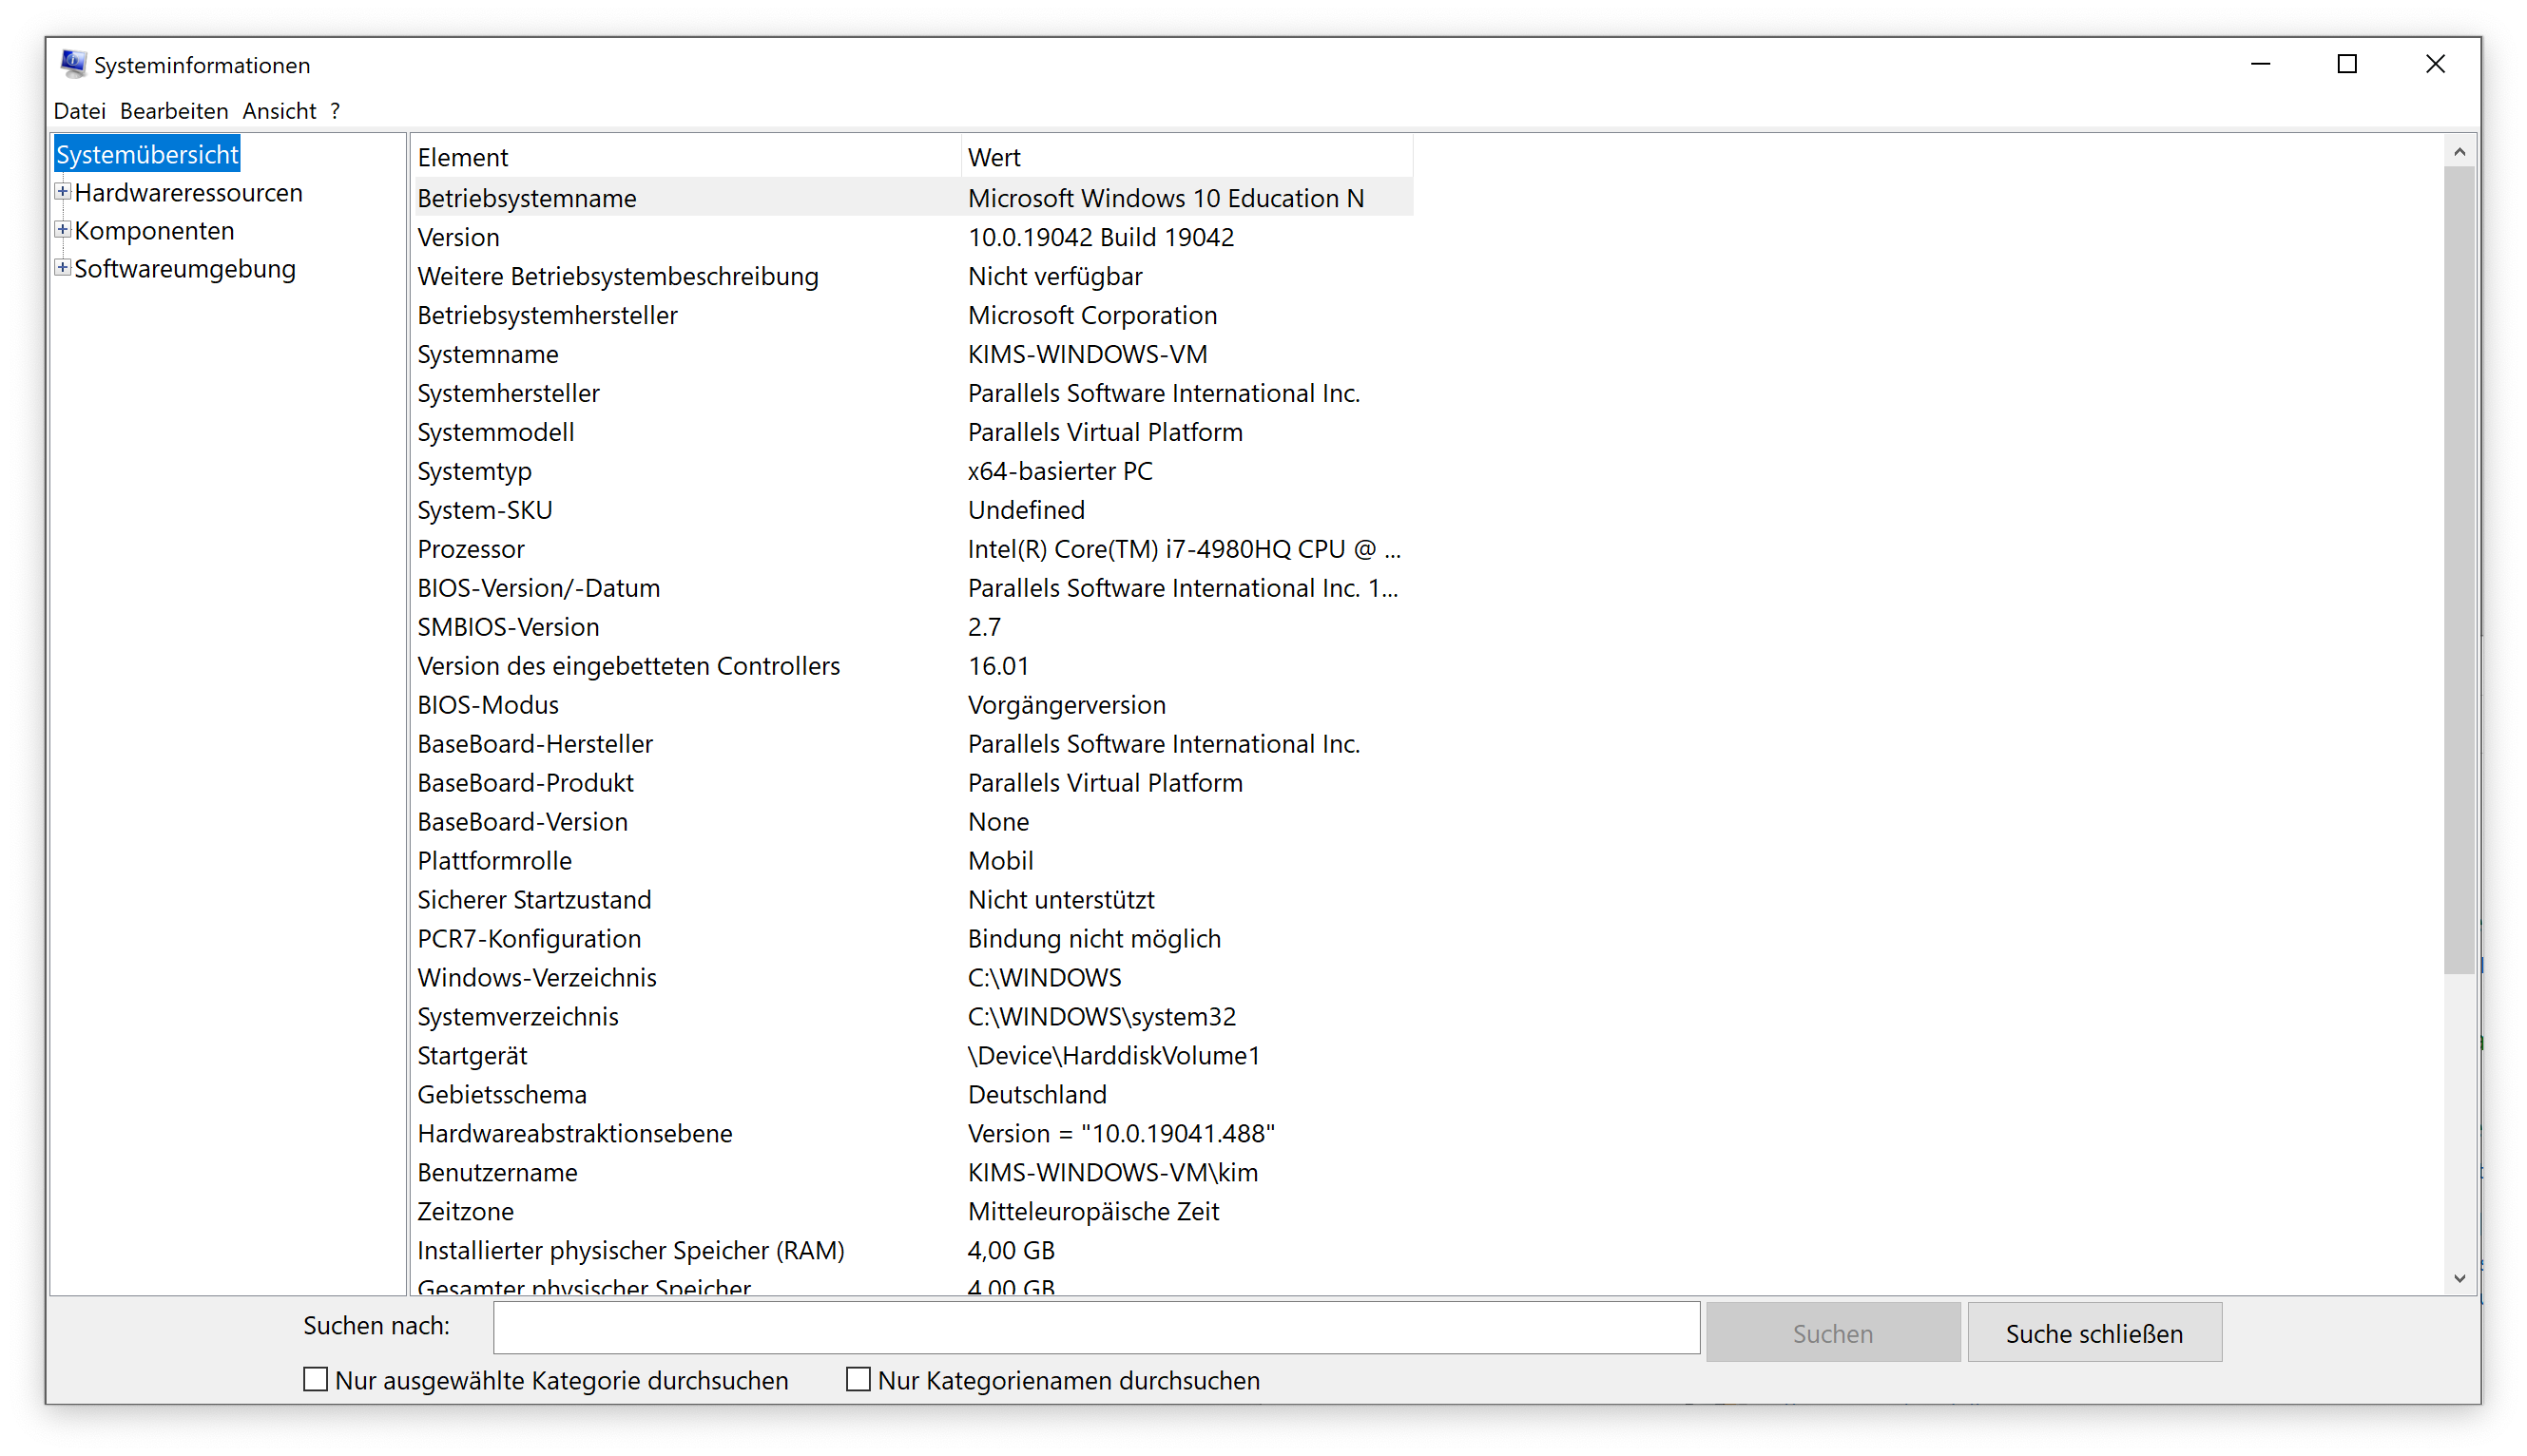 Systeminformationen
Datei Bearbeiten Ansicht ?
Systemübersicht
Hardwareressourcen
Komponenten
Softwareumgebung
Element Wert
Betriebsystemname Microsoft Windows 10 Education N
Version 10.0.19042 Build 19042
Weitere Betriebsystembeschreibung Nicht verfügbar
Betriebsystemhersteller Microsoft Corporation
Systemname KIMS-WINDOWS-VM
Systemhersteller Parallels Software International Inc.
Systemmodell Parallels Virtual Platform
Systemtyp x64-basierter PC
System-SKU Undefined
Prozessor Intel(R) Core(TM) i7-4980HQ CPU @ ...
BIOS-Version/-Datum Parallels Software International Inc. 1...
SMBIOS-Version 2.7
Version des eingebetteten Controllers 16.01
BIOS-Modus Vorgängerversion
BaseBoard-Hersteller Parallels Software International Inc.
BaseBoard-Produkt Parallels Virtual Platform
BaseBoard-Version None
Plattformrolle Mobil
Sicherer Startzustand Nicht unterstützt
PCR7-Konfiguration Bindung nicht möglich
Windows-Verzeichnis C:\WINDOWS
Systemverzeichnis C:\WINDOWS\system32
Startgerät \Device\HarddiskVolume1
Gebietsschema Deutschland
Hardwareabstraktionsebene Version = "10.0.19041.488"
Benutzername KIMS-WINDOWS-VM\kim
Zeitzone Mitteleuropäische Zeit
Installierter physischer Speicher (RAM) 4,00 GB
Gesamter physischer Speicher 4,00 GB
Suchen nach: Suchen Suche schließen
Nur ausgewählte Kategorie durchsuchen Nur Kategorienamen durchsuchen